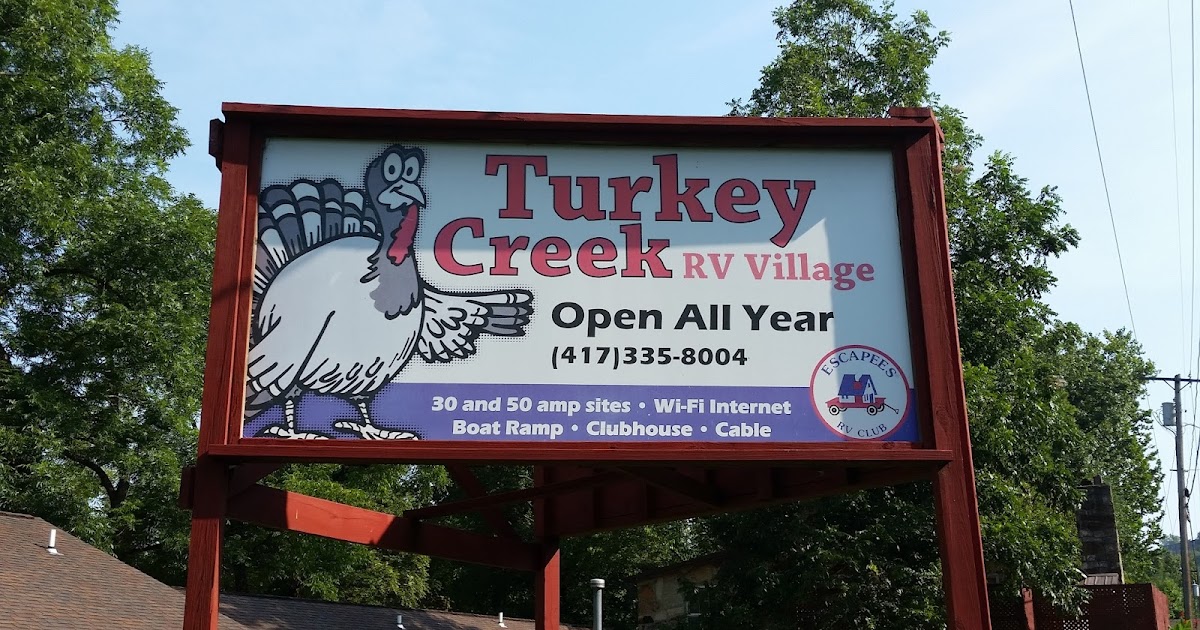 Turkey
Creek RV Village
Open All Year
(417)335-8004
30 and 50 amp sites • Wi-Fi Internet
Boat Ramp • Clubhouse • Cable
ESCAPEES
RV CLUB